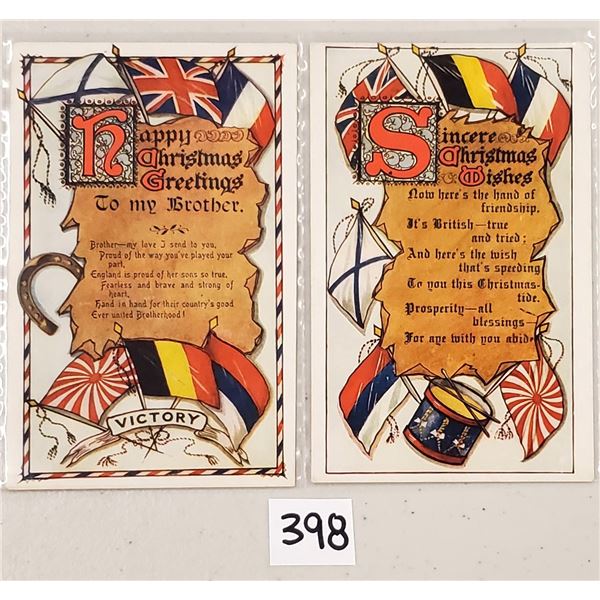 Happy
Christmas
Greetings
To my Brother.
Brother—my love I send to you,
Proud of the way you've played your
part,
England is proud of her sons so true,
Fearless and brave and strong of
heart,
Hand in hand for their country's good
Ever united Brotherhood!
VICTORY
Sincere
Christmas
Wishes
Now here's the hand of
friendship,
It's British—true
and tried;
And here's the wish
that's speeding
To you this Christmas-
tide.
Prosperity—all
blessings—
For aye with you abide
398